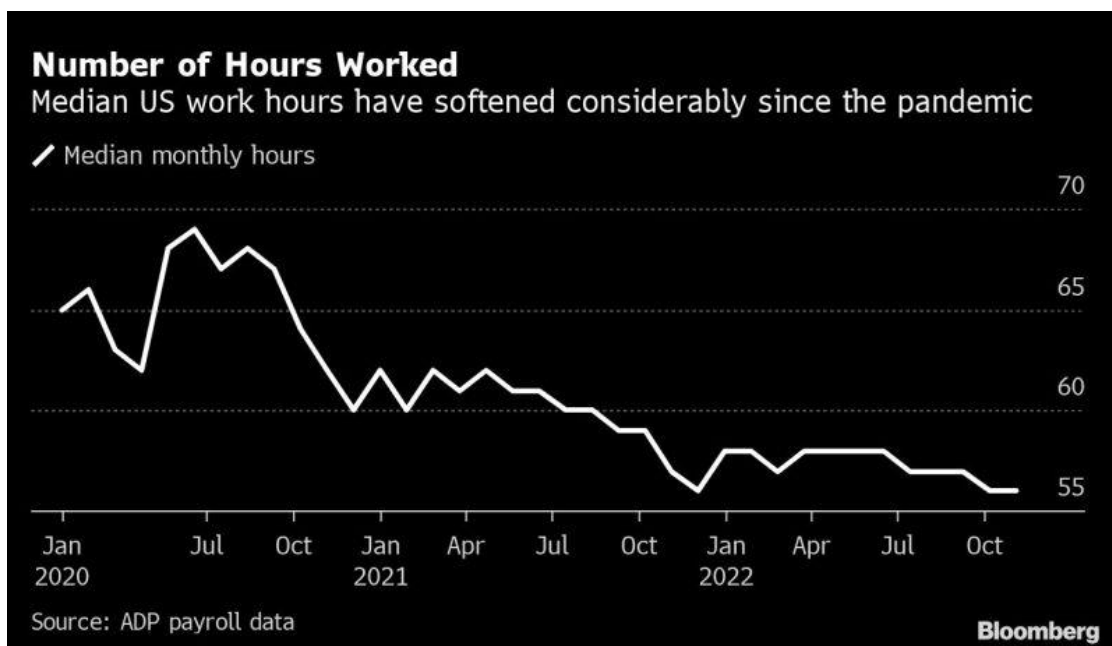 Number of Hours Worked
Median US work hours have softened considerably since the pandemic
Median monthly hours
70
65
60
55
Jan Jul Oct Jan Apr Jul Oct Jan Apr Jul Oct
2020 2021 2022
Source: ADP payroll data
Bloomberg